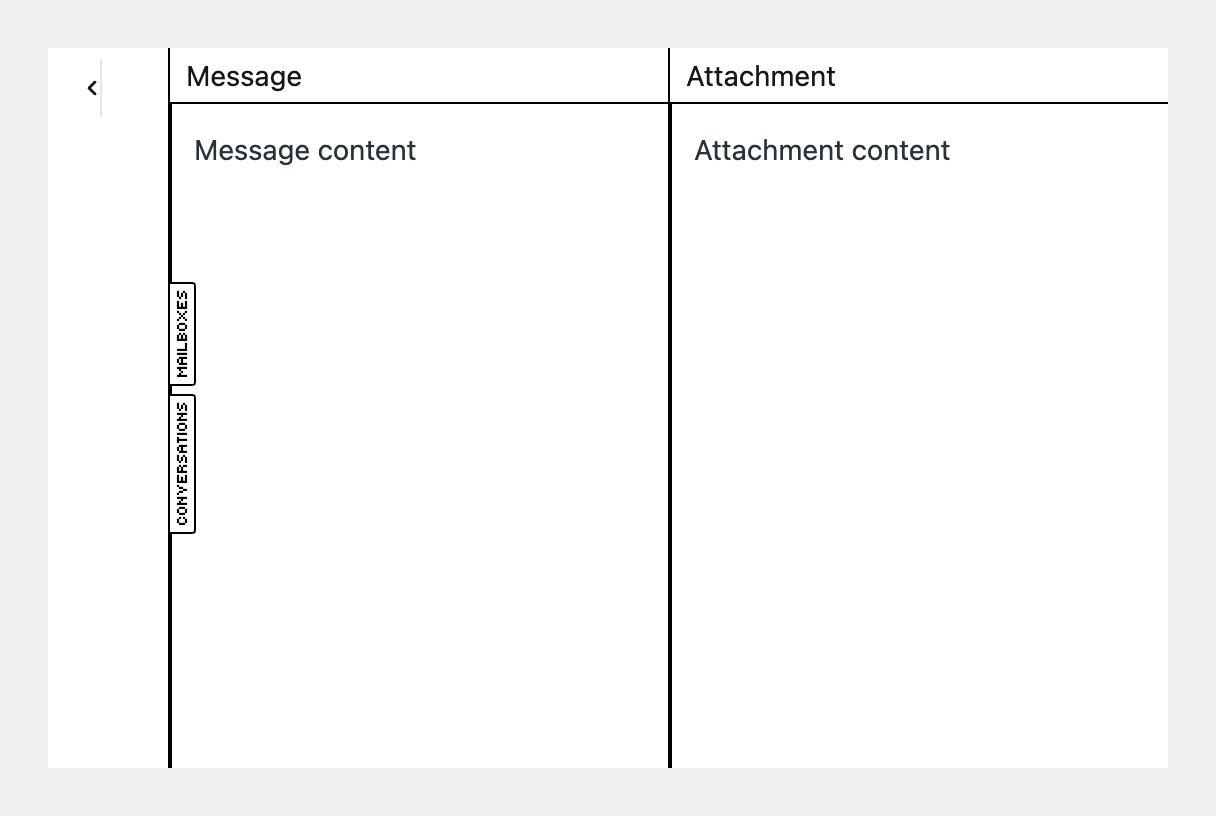 Message
Attachment
Message content
Attachment content
MAILBOXES
CONVERSATIONS